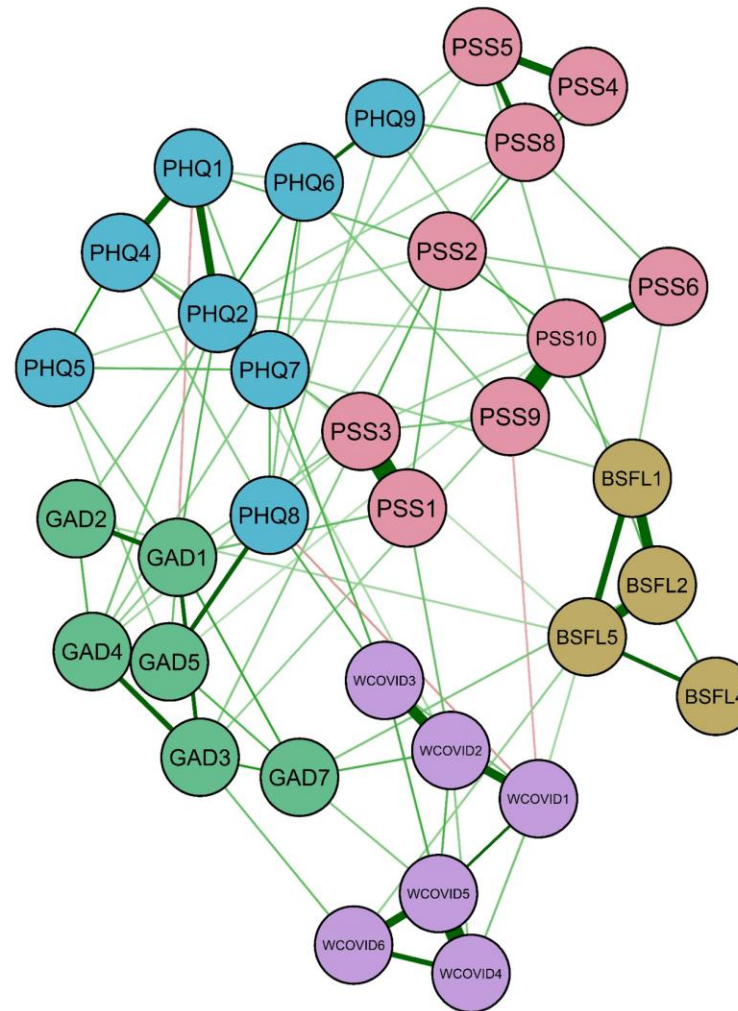 PSS5
PSS4
PHQ9
PSS8
PHQ1
PHQ6
PHQ4
PSS2
PSS6
PHQ2
PSS10
PHQ5
PHQ7
PSS9
PSS3
BSFL1
PSS1
GAD2
PHQ8
GAD1
BSFL2
BSFL5
GAD4
GAD5
WCOVID3
BSFL4
GAD3
WCOVID2
GAD7
WCOVID1
WCOVID5
WCOVID6
WCOVID4